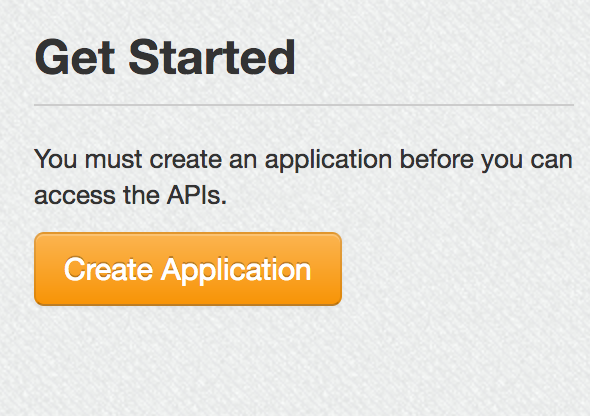 Get Started
You must create an application before you can
access the APIs.
Create Application